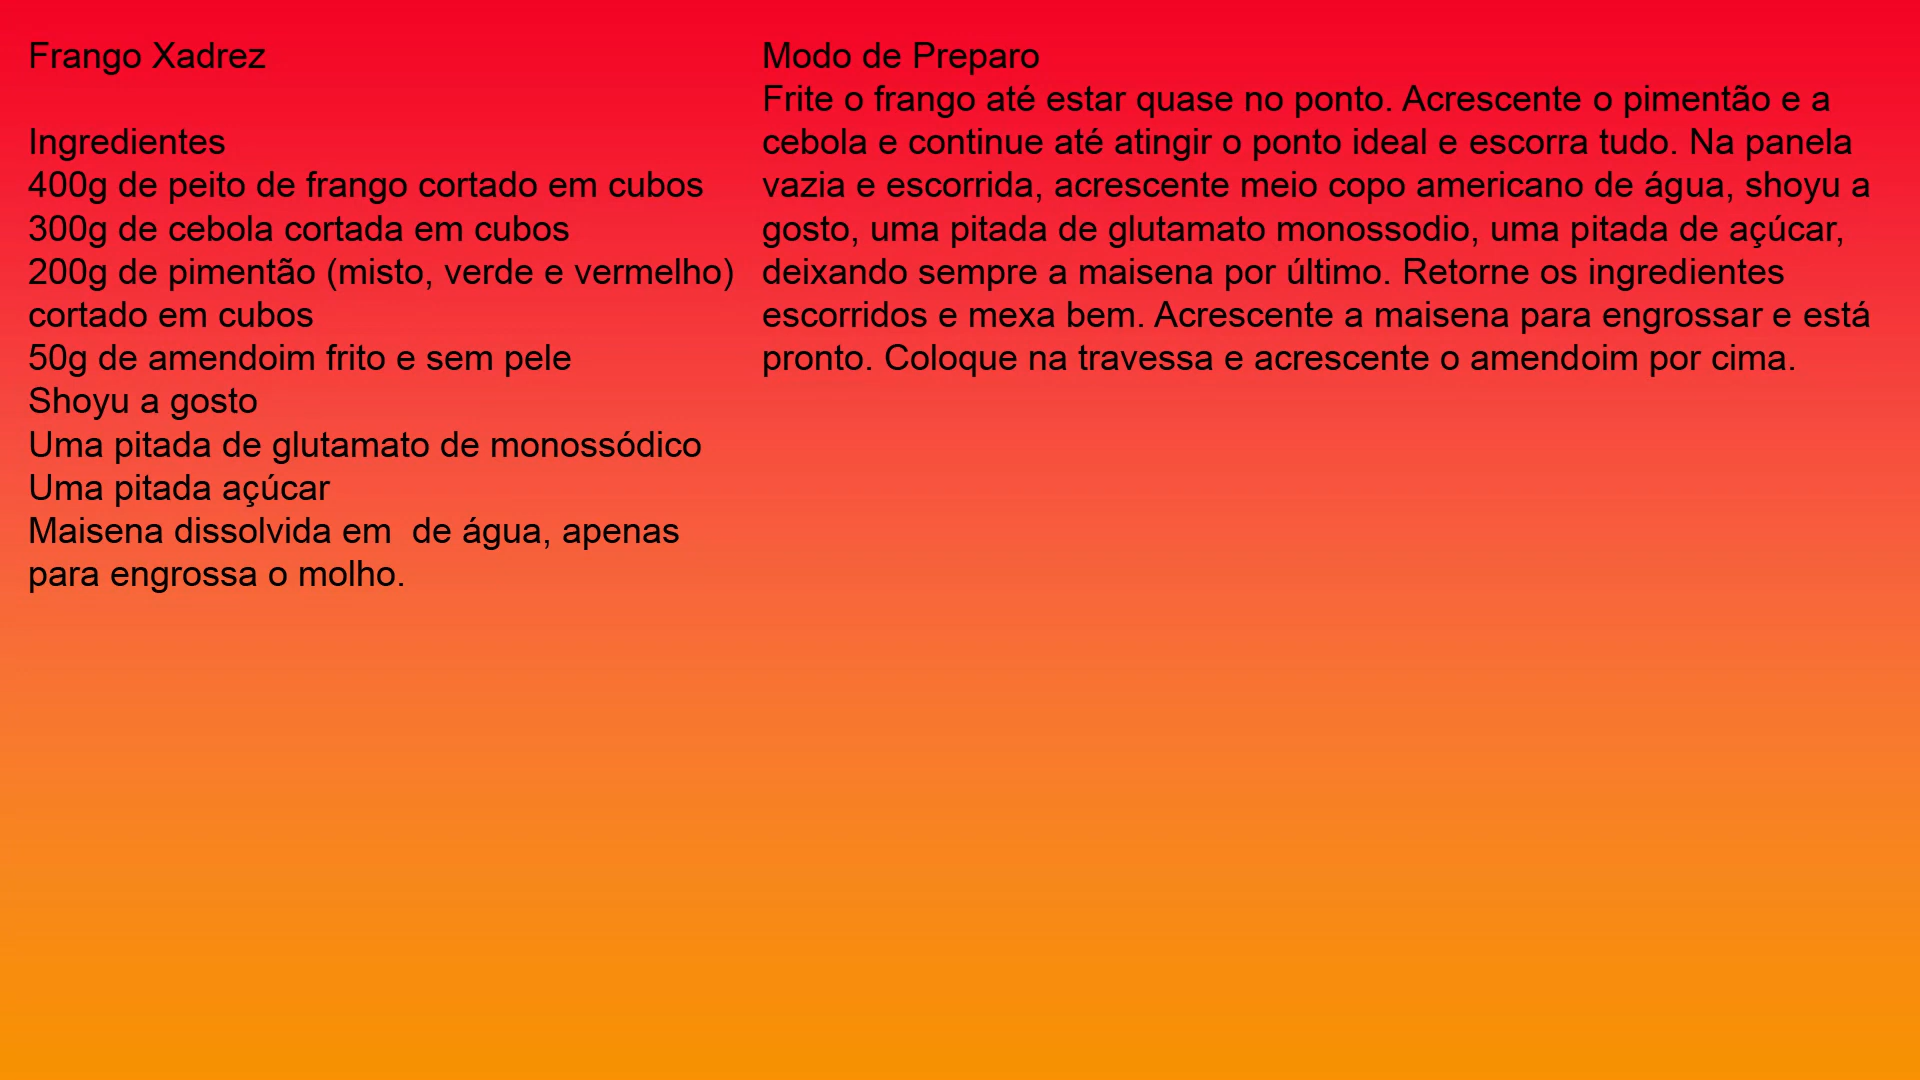 Frango Xadrez
Ingredientes
400g de peito de frango cortado em cubos
300g de cebola cortada em cubos
200g de pimentão (misto, verde e vermelho)
cortado em cubos
50g de amendoim frito e sem pele
Shoyu a gosto
Uma pitada de glutamato de monossódico
Uma pitada açúcar
Maisena dissolvida em  de água, apenas
para engrossa o molho.
Modo de Preparo
Frite o frango até estar quase no ponto. Acrescente o pimentão e a
cebola e continue até atingir o ponto ideal e escorra tudo. Na panela
vazia e escorrida, acrescente meio copo americano de água, shoyu a
gosto, uma pitada de glutamato monossodio, uma pitada de açúcar,
deixando sempre a maisena por último. Retorne os ingredientes
escorridos e mexa bem. Acrescente a maisena para engrossar e está
pronto. Coloque na travessa e acrescente o amendoim por cima.